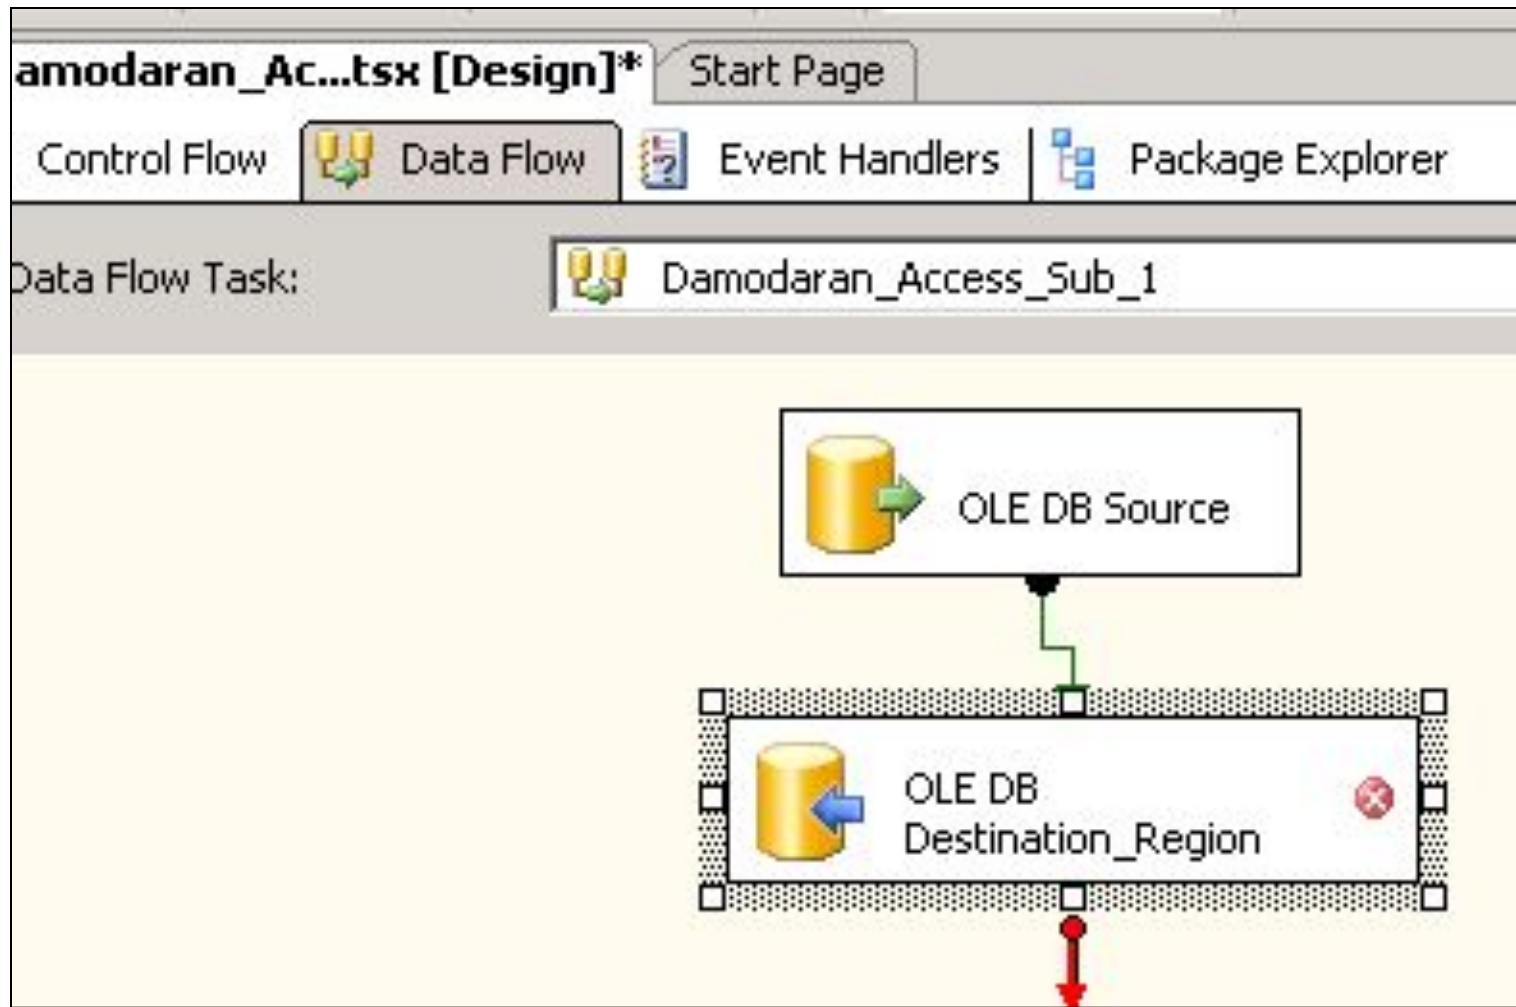 amodaran_Ac...tsx [Design]* Start Page
Control Flow Data Flow Event Handlers Package Explorer
Data Flow Task: Damodaran_Access_Sub_1
OLE DB Source
OLE DB
Destination_Region